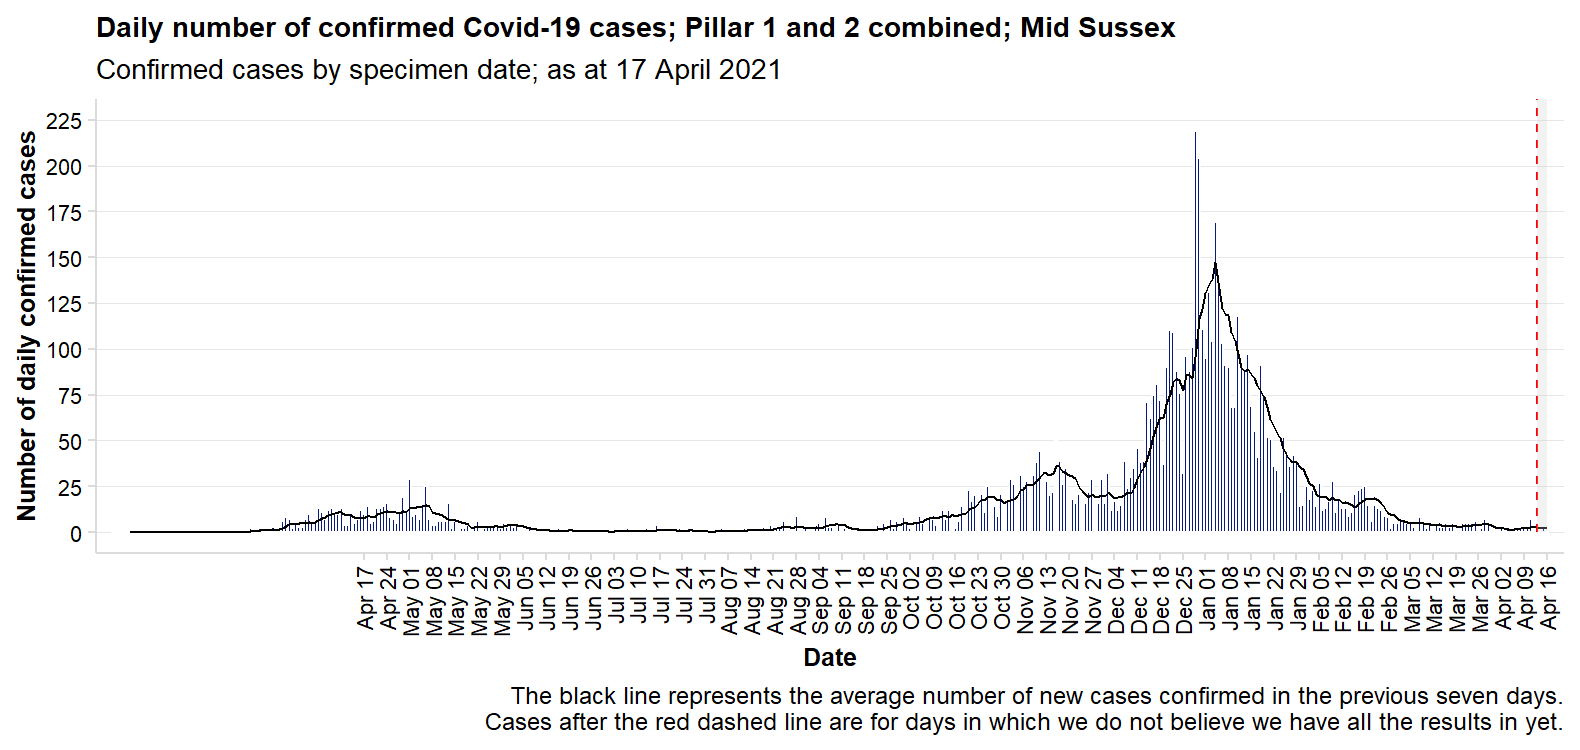 Daily number of confirmed Covid-19 cases; Pillar 1 and 2 combined; Mid Sussex
Confirmed cases by specimen date; as at 17 April 2021
Number of daily confirmed cases
225
200
175
150
125
100
75
50
25
0
Apr 17
Apr 24
May 01
May 08
May 15
May 22
May 29
Jun 05
Jun 12
Jun 19
Jun 26
Jul 03
Jul 10
Jul 17
Jul 24
Jul 31
Aug 07
Aug 14
Aug 21
Aug 28
Sep 04
Sep 11
Sep 18
Sep 25
Oct 02
Oct 09
Oct 16
Oct 23
Oct 30
Nov 06
Nov 13
Nov 20
Nov 27
Dec 04
Dec 11
Dec 18
Dec 25
Jan 01
Jan 08
Jan 15
Jan 22
Jan 29
Feb 05
Feb 12
Feb 19
Feb 26
Mar 05
Mar 12
Mar 19
Mar 26
Apr 02
Apr 09
Apr 16
Date
The black line represents the average number of new cases confirmed in the previous seven days.
Cases after the red dashed line are for days in which we do not believe we have all the results in yet.